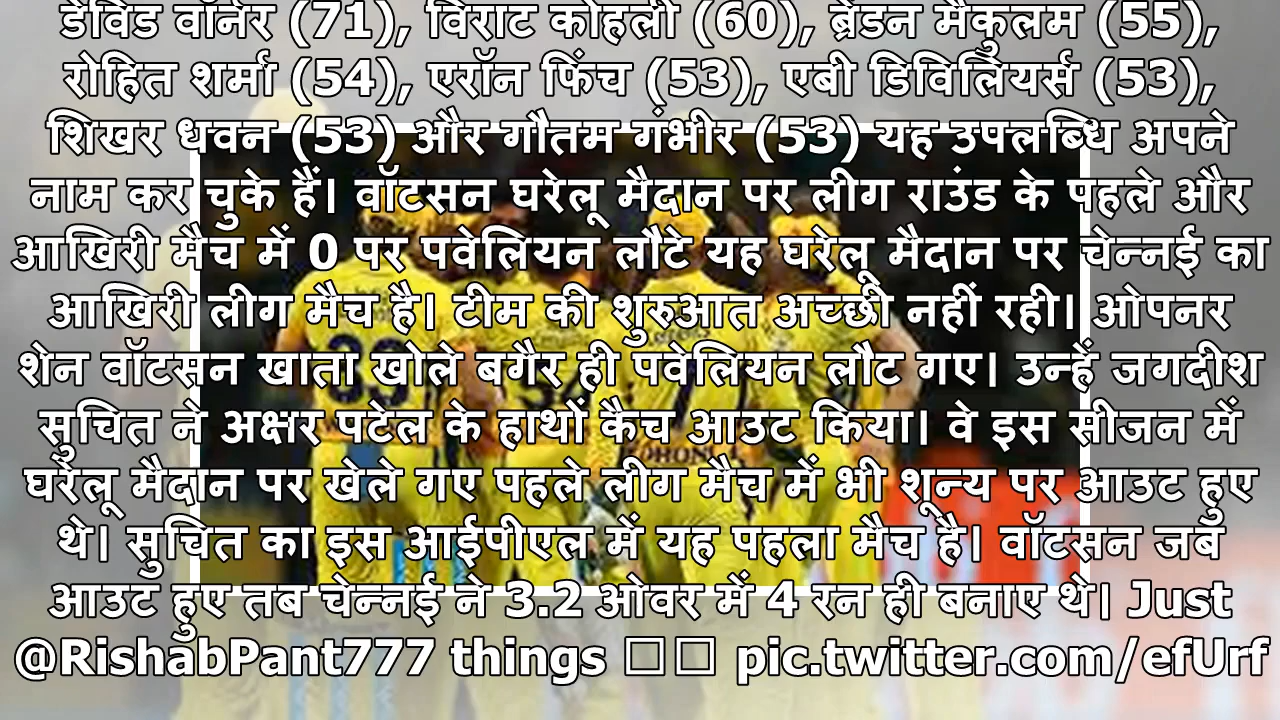 डेविड वॉर्नर (71), विराट कोहली (60), ब्रेंडन मैकुलम (55),
रोहित शर्मा (54), एरॉन फिंच (53), एबी डिविलियर्स (53),
शिखर धवन (53) और गौतम गंभीर (53) यह उपलब्धि अपने
नाम कर चुके हैं। वॉटसन घरेलू मैदान पर लीग राउंड के पहले और
आखिरी मैच में 0 पर पवेलियन लौटे यह घरेलू मैदान पर चेन्नई का
आखिरी लीग मैच है। टीम की शुरुआत अच्छी नहीं रही। ओपनर
शेन वॉटसन खाता खोले बगैर ही पवेलियन लौट गए। उन्हें जगदीश
सुचित ने अक्षर पटेल के हाथों कैच आउट किया। वे इस सीजन में
घरेलू मैदान पर खेले गए पहले लीग मैच में भी शून्य पर आउट हुए
थे। सुचित का इस आईपीएल में यह पहला मैच है। वॉटसन जब
आउट हुए तब चेन्नई ने 3.2 ओवर में 4 रन ही बनाए थे। Just
@RishabPant777 things □□ pic.twitter.com/efUrf